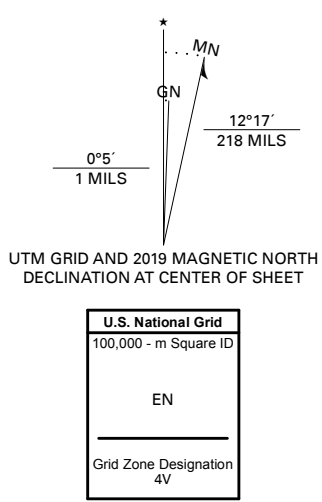 ★
MN
GN
12°17´
218 MILS
0°5´
1 MILS
UTM GRID AND 2019 MAGNETIC NORTH
DECLINATION AT CENTER OF SHEET
U.S. National Grid
100,000 - m Square ID
EN
Grid Zone Designation
4V